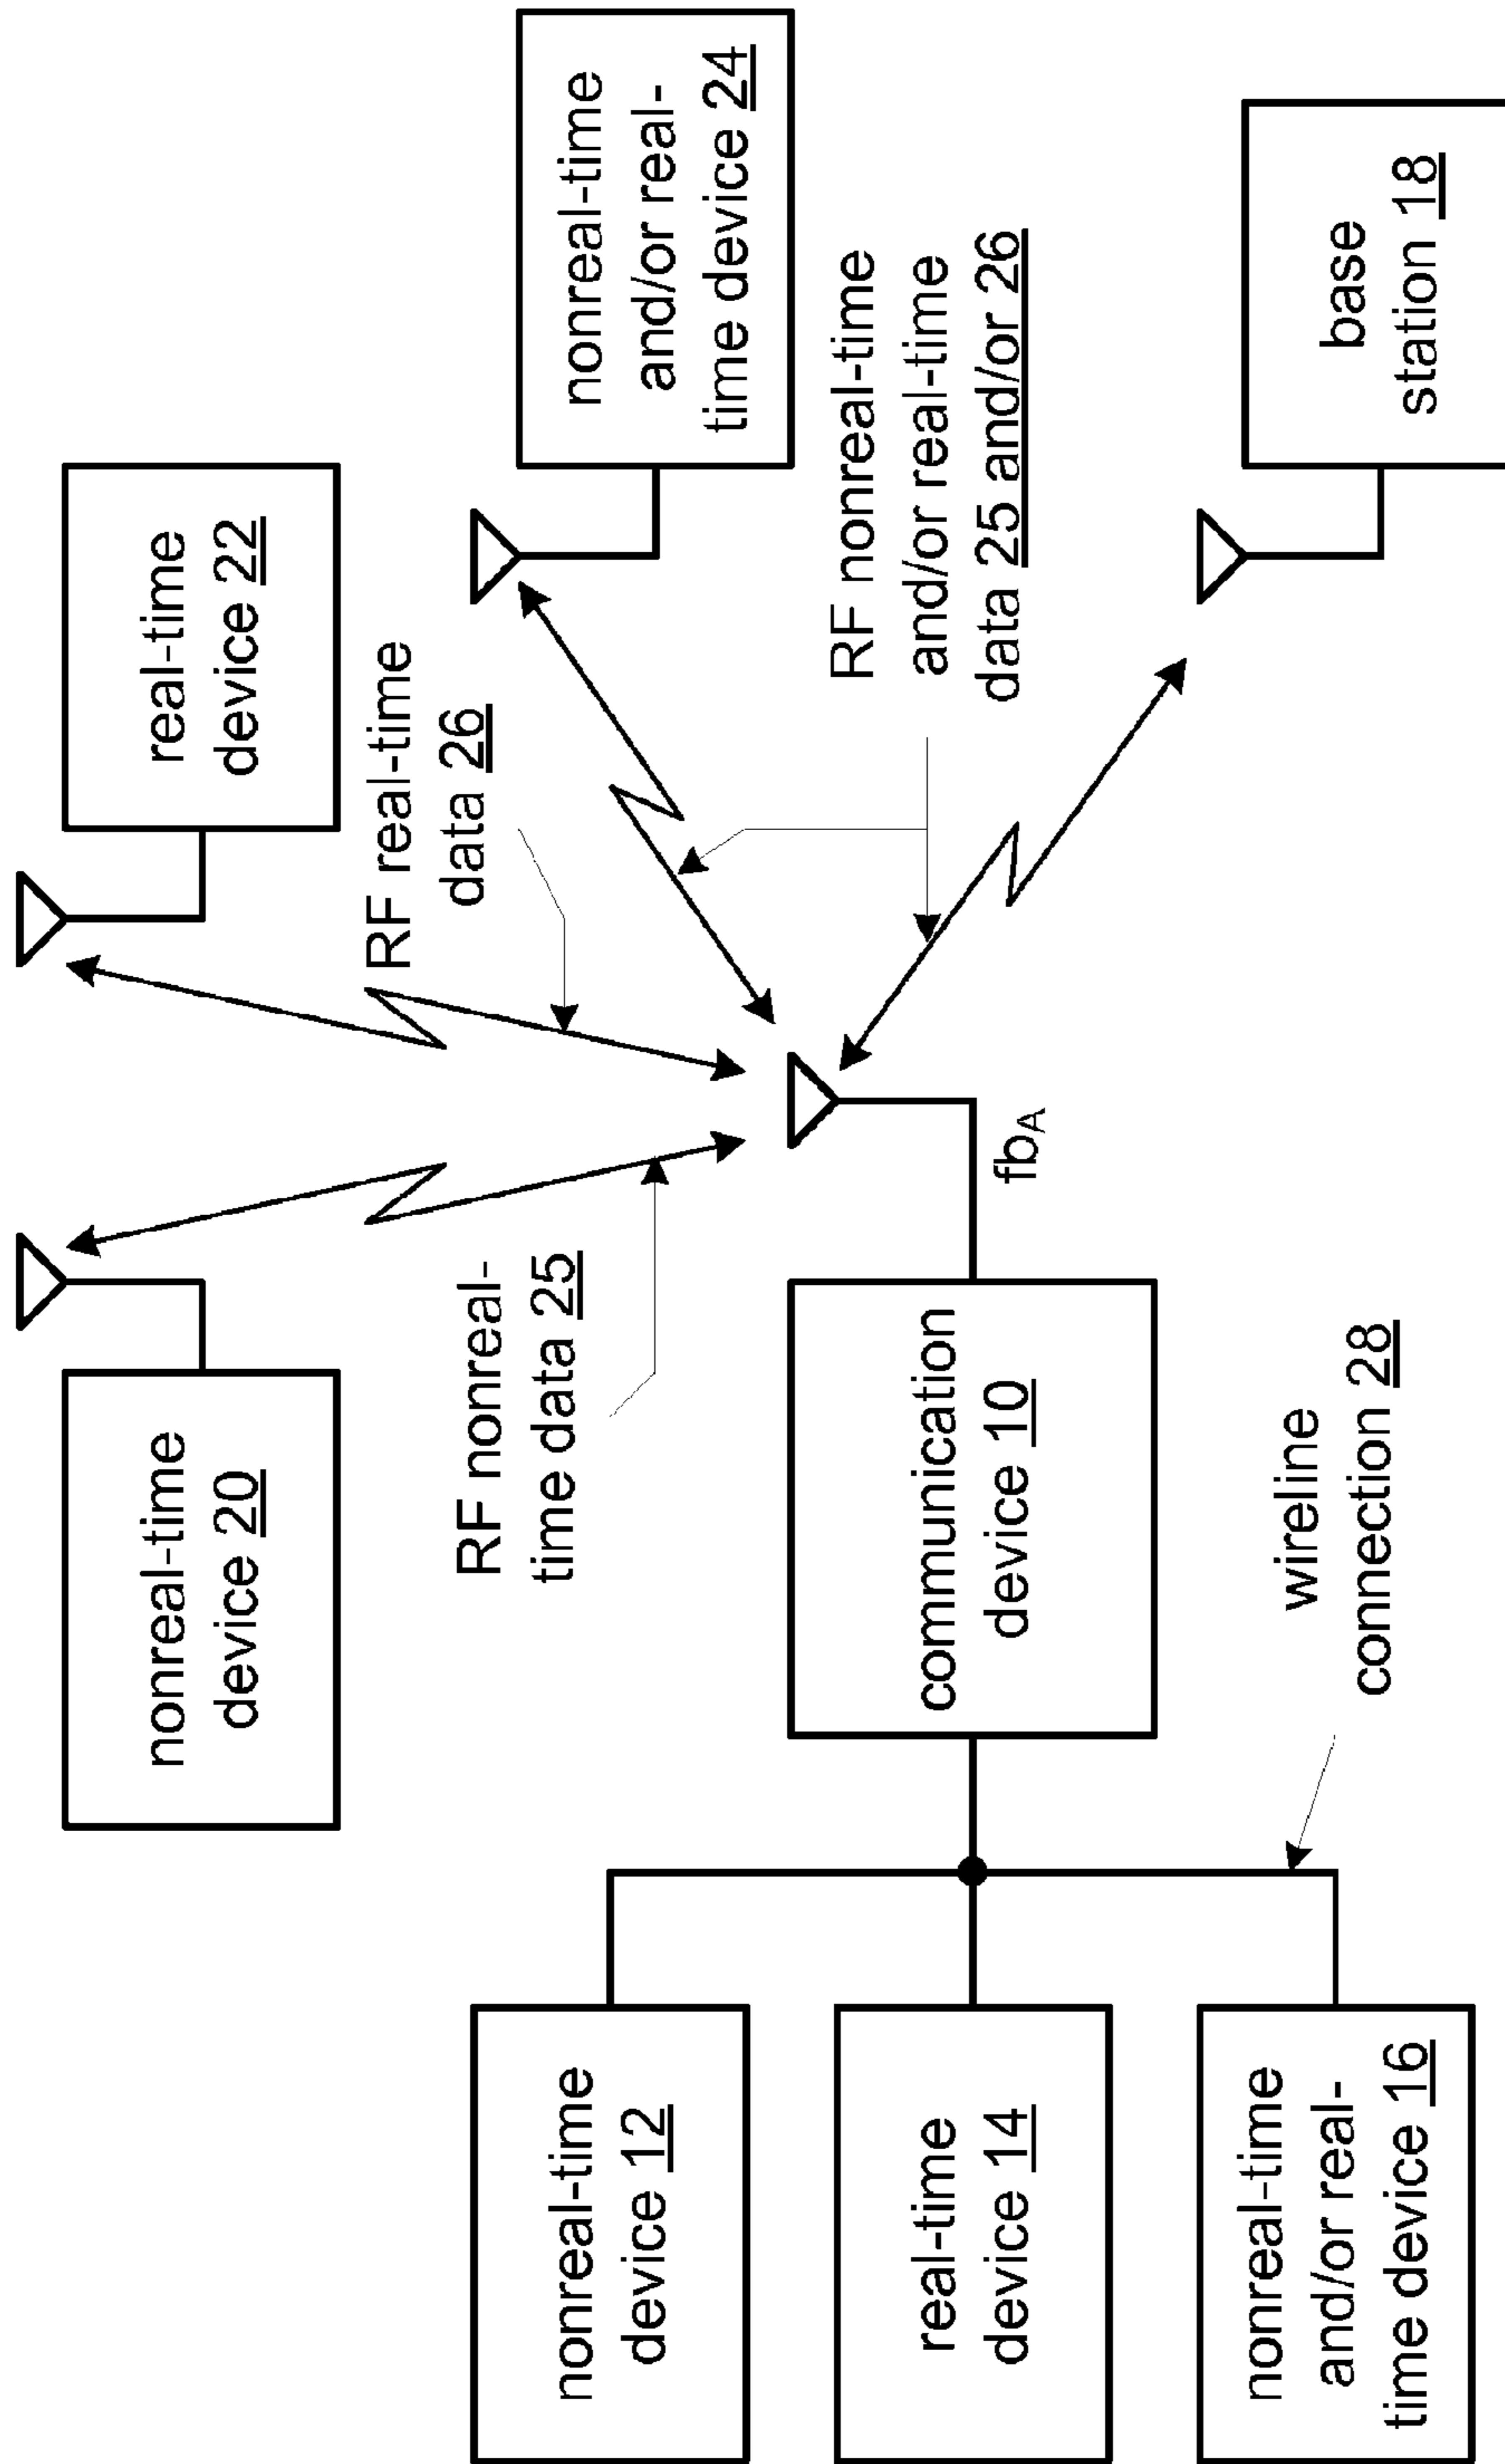 nonreal-time
device 20
real-time
device 22
RF nonreal-
time data 25
RF real-time
data 26
nonreal-time
and/or real-
time device 24
nonreal-time
device 12
communication
device 10
fbA
RF nonreal-time
and/or real-time
data 25 and/or 26
real-time
device 14
wireline
connection 28
nonreal-time
and/or real-
time device 16
base
station 18